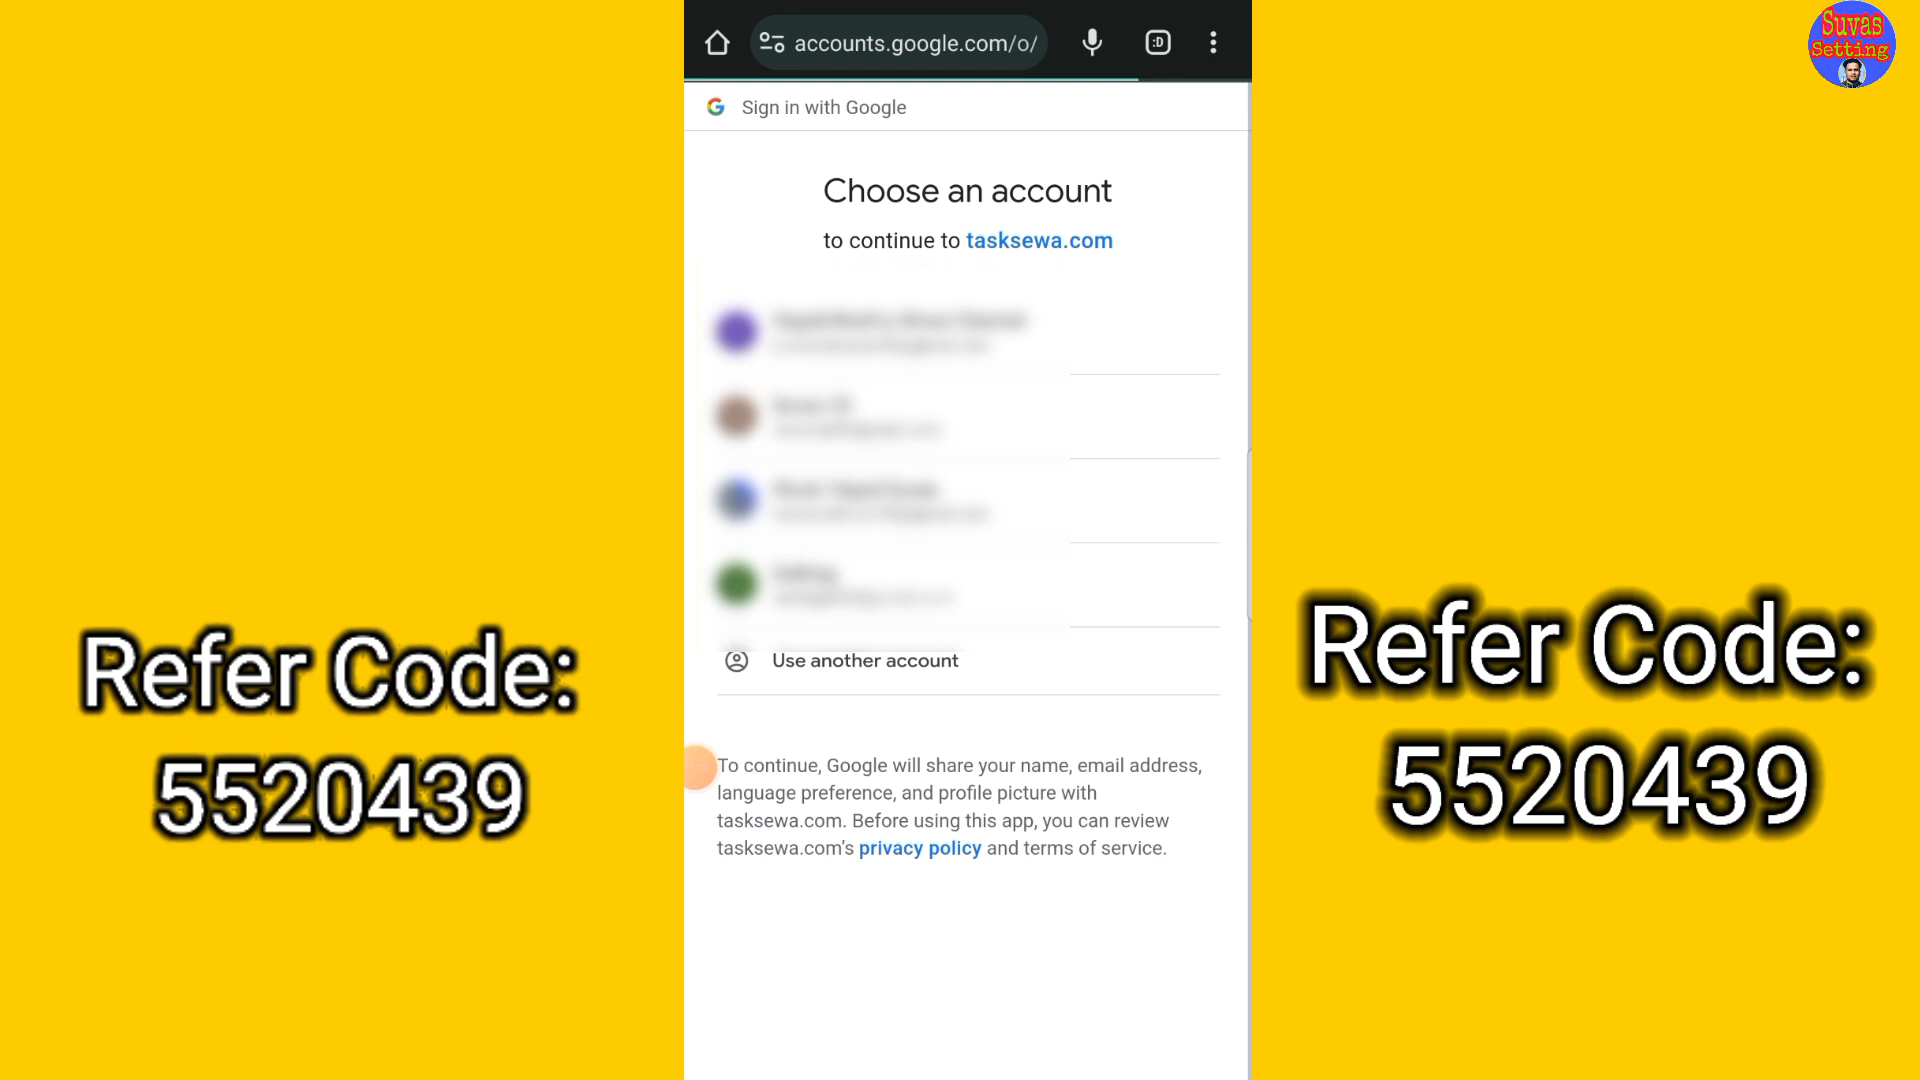 accounts.google.com/o/
:D
Suvas
Setting
Sign in with Google
Choose an account
to continue to tasksewa.com
Use another account
Refer Code:
5520439
Refer Code:
5520439
To continue, Google will share your name, email address,
language preference, and profile picture with
tasksewa.com. Before using this app, you can review
tasksewa.com's privacy policy and terms of service.